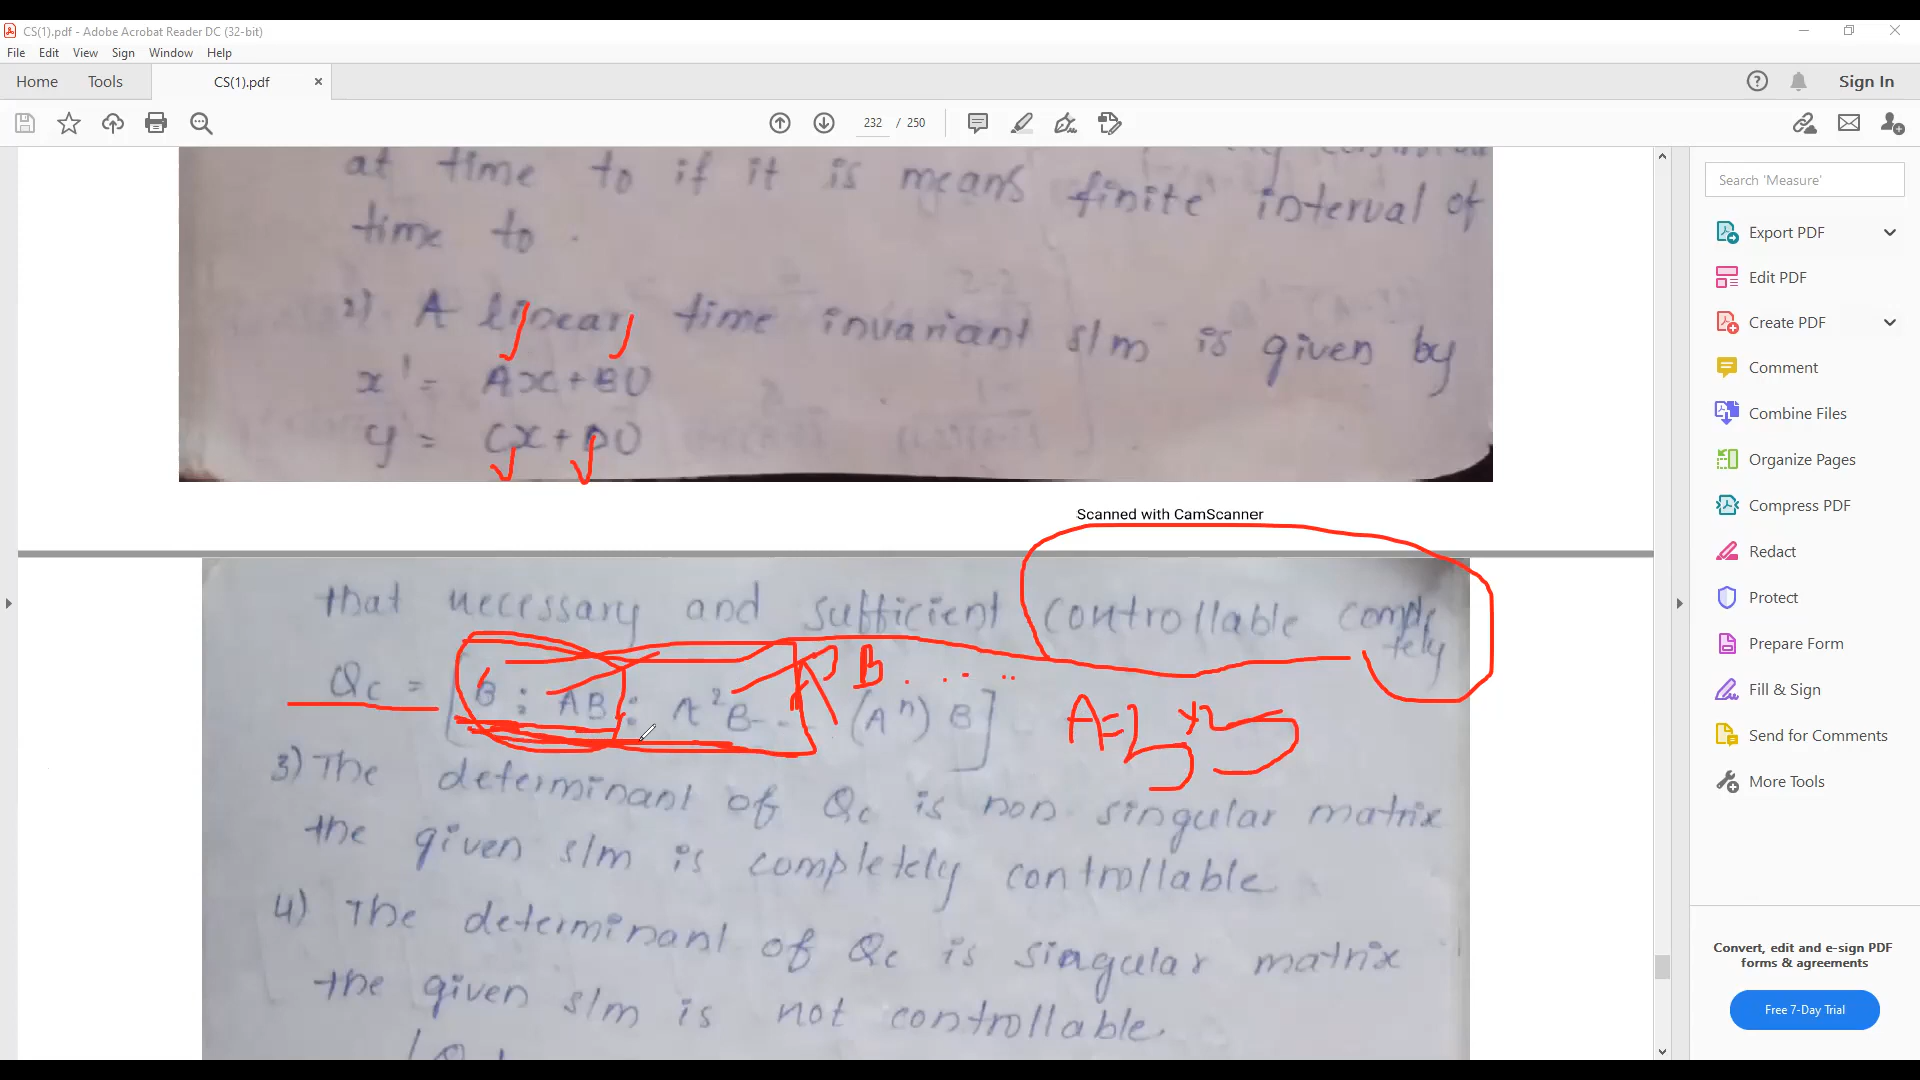 CS(1).pdf - Adobe Acrobat Reader DC (32-bit)
File Edit View Sign Window Help
Home Tools CS(1).pdf × Sign In
232 / 250
at time to if it is means finite interval of
time to .
2) A linear time invariant s/m is given by
x' = Ax + BU
y = Cx + DU
Scanned with CamScanner
that necessary and sufficient controllable comple
tely
Qc = [B : AB : A²B-- (Aⁿ) B]
B . . . . .
3) The determinant of Qc is non singular matrix
the given s/m is completely controllable
4) The determinant of Qc is singular matrix
the given s/m is not controllable.
Search 'Measure'
Export PDF
Edit PDF
Create PDF
Comment
Combine Files
Organize Pages
Compress PDF
Redact
Protect
Prepare Form
Fill & Sign
Send for Comments
More Tools
Convert, edit and e-sign PDF
forms & agreements
Free 7-Day Trial